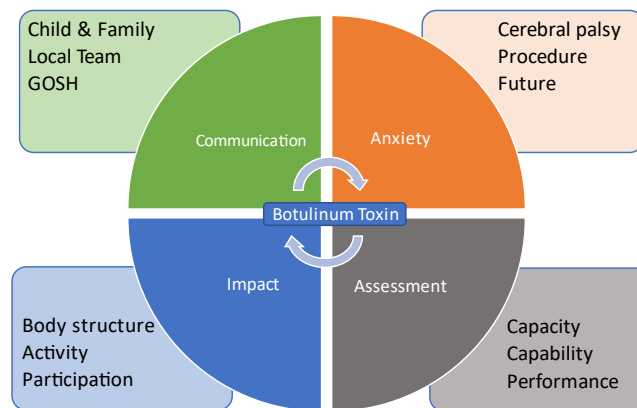 Child & Family
Local Team
GOSH
Cerebral palsy
Procedure
Future
Communication
Anxiety
Botulinum Toxin
Impact
Assessment
Body structure
Activity
Participation
Capacity
Capability
Performance